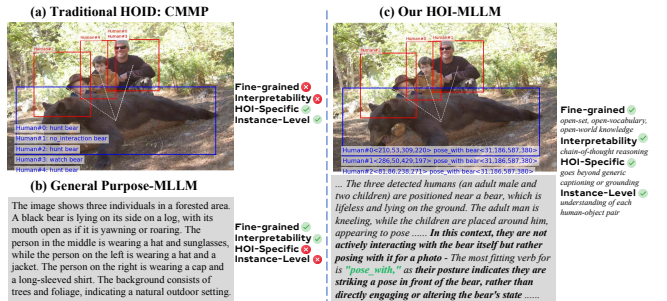 (a) Traditional HOID: CMMP
Human#0: hunt bear
Human#1: no_interaction bear
Human#2: hunt bear
Human#3: watch bear
Human#4: hunt bear
Fine-grained
Interpretability
HOI-Specific
Instance-Level
(b) General Purpose-MLLM
The image shows three individuals in a forested area.
A black bear is lying on its side on a log, with its
mouth open as if it is yawning or roaring. The
person in the middle is wearing a hat and sunglasses,
while the person on the left is wearing a hat and a
jacket. The person on the right is wearing a cap and
a long-sleeved shirt. The background consists of
trees and foliage, indicating a natural outdoor setting.
Fine-grained
Interpretability
HOI-Specific
Instance-Level
(c) Our HOI-MLLM
Human#0<210,53,309,220> pose_with bear<31,186,587,380>
Human#1<286,50,429,197> pose_with bear<31,186,587,380>
Human#2<81,86,238,271> pose_with bear<31,186,587,380>
... The three detected humans (an adult male and
two children) are positioned near a bear, which is
lifeless and lying on the ground. The adult man is
kneeling, while the children are placed around him,
appearing to pose ...... In this context, they are not
actively interacting with the bear itself but rather
posing with it for a photo - The most fitting verb for
is "pose_with," as their posture indicates they are
striking a pose in front of the bear, rather than
directly engaging or altering the bear's state ......
Fine-grained
open-set, open-vocabulary,
open-world knowledge
Interpretability
chain-of-thought reasoning
HOI-Specific
goes beyond generic
captioning or grounding
Instance-Level
understanding of each
human-object pair